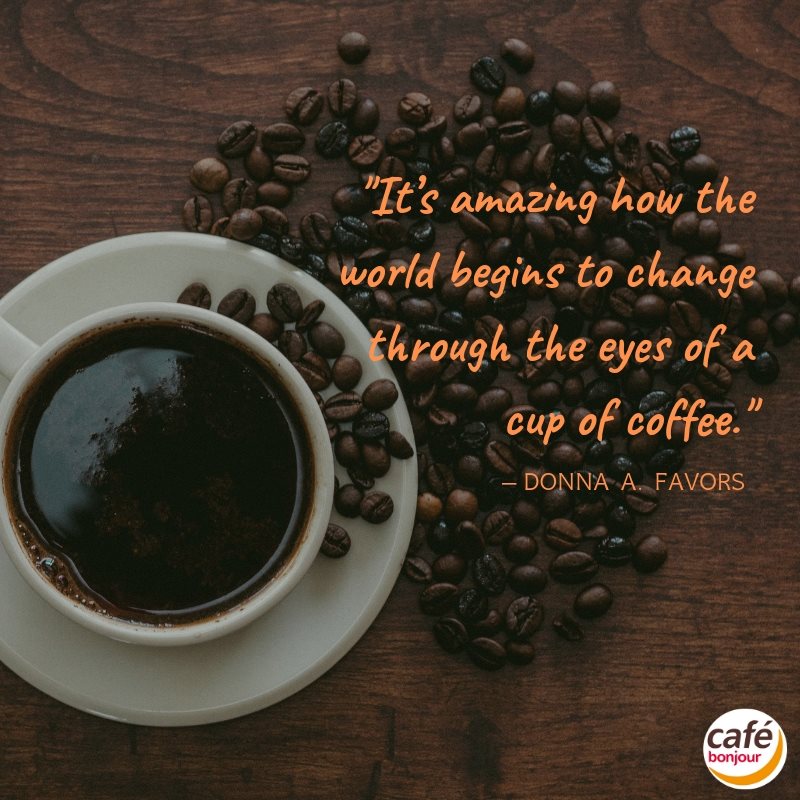 "It’s amazing how the
world begins to change
through the eyes of a
cup of coffee."
– DONNA A. FAVORS
café
bonjour